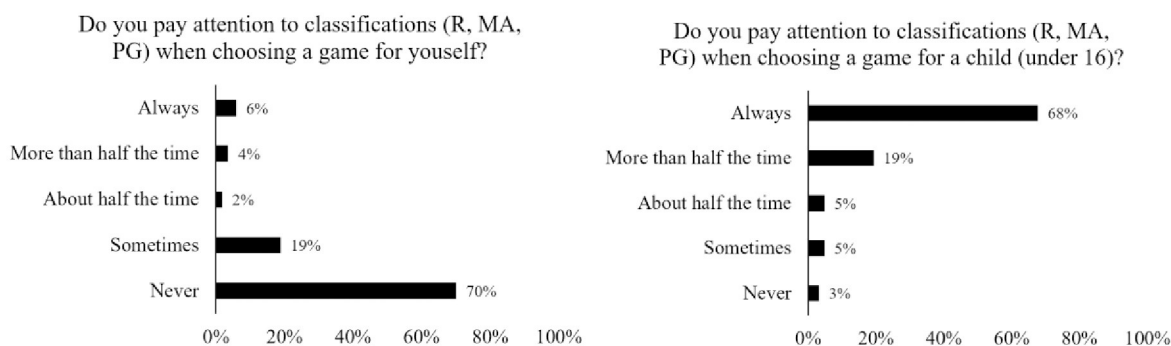 Do you pay attention to classifications (R, MA,
PG) when choosing a game for youself?
Always 6%
More than half the time 4%
About half the time 2%
Sometimes 19%
Never 70%
0% 20% 40% 60% 80% 100%
Do you pay attention to classifications (R, MA,
PG) when choosing a game for a child (under 16)?
Always 68%
More than half the time 19%
About half the time 5%
Sometimes 5%
Never 3%
0% 20% 40% 60% 80% 100%